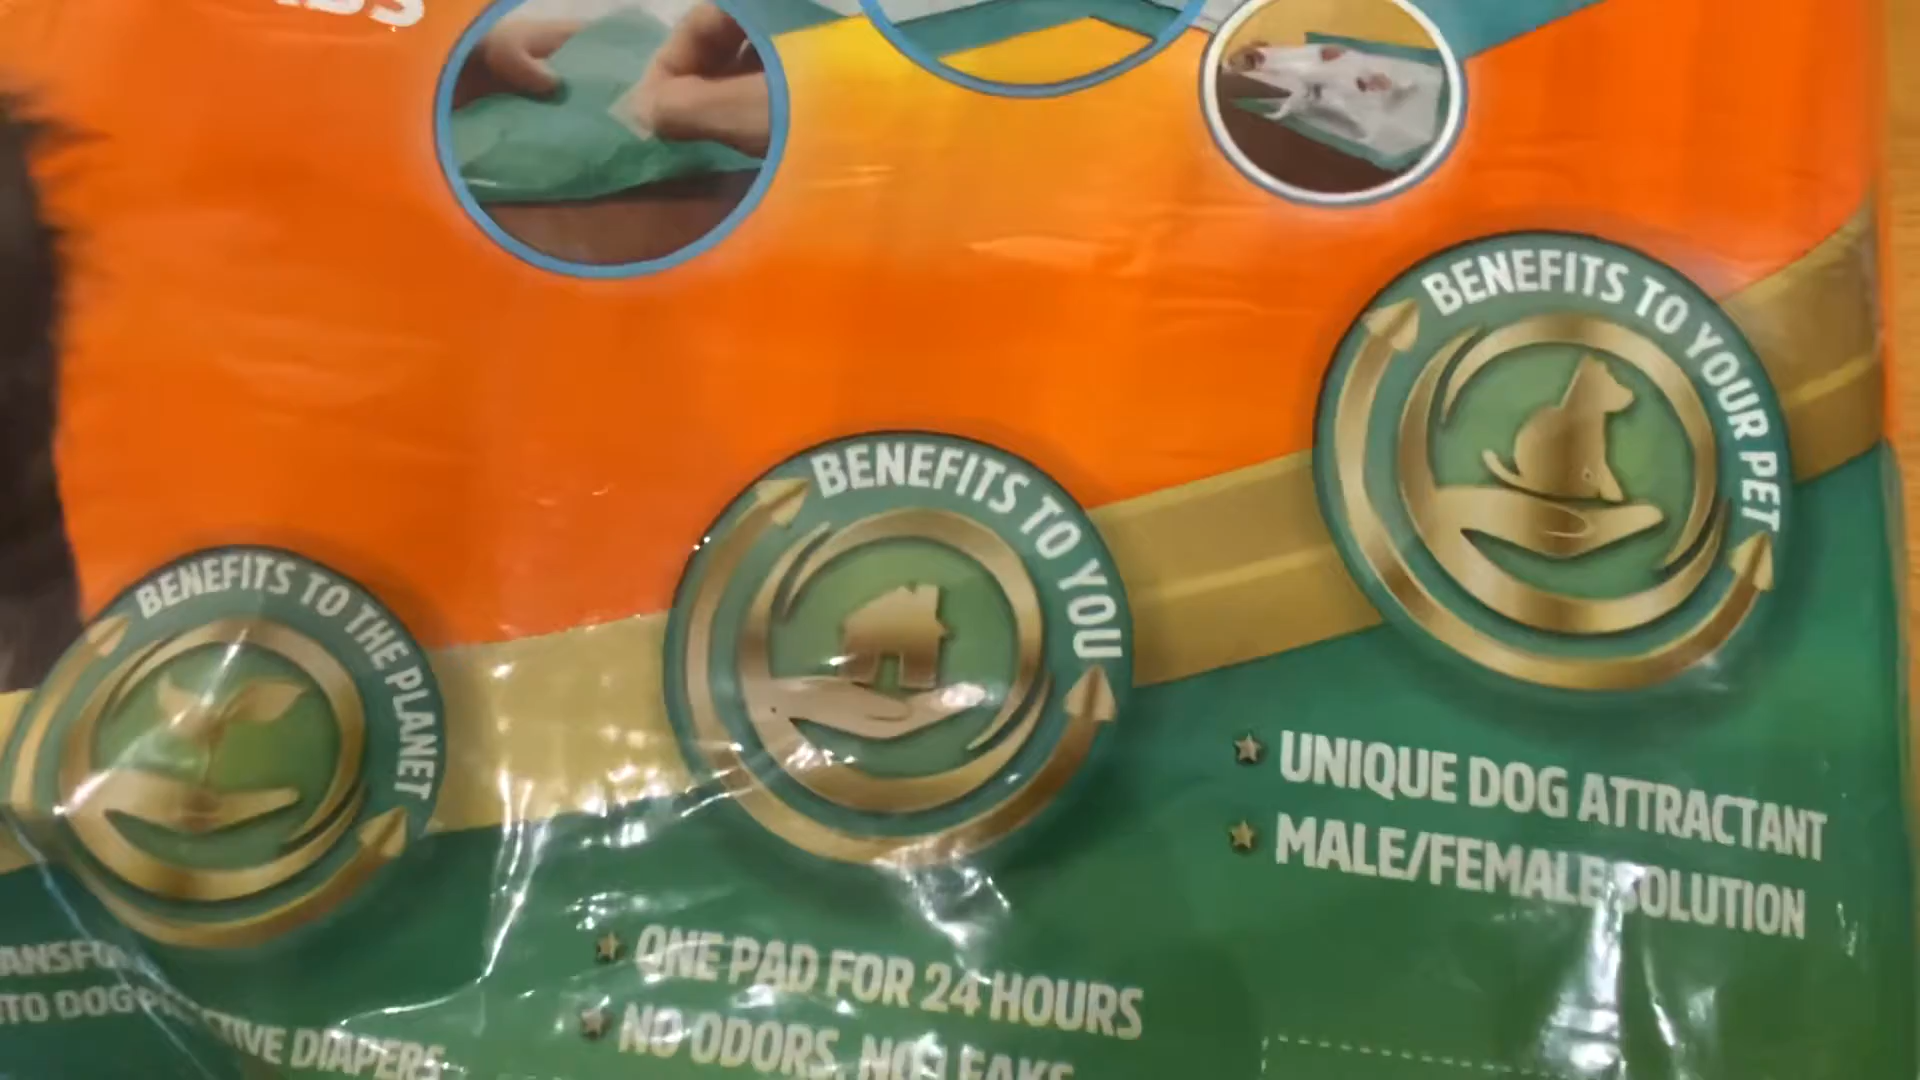 BENEFITS TO YOUR PET
BENEFITS TO YOU
BENEFITS TO THE PLANET
UNIQUE DOG ATTRACTANT
MALE/FEMALE SOLUTION
ONE PAD FOR 24 HOURS
NO ODORS, NO LEAKS
TO DOG
DIAPERS